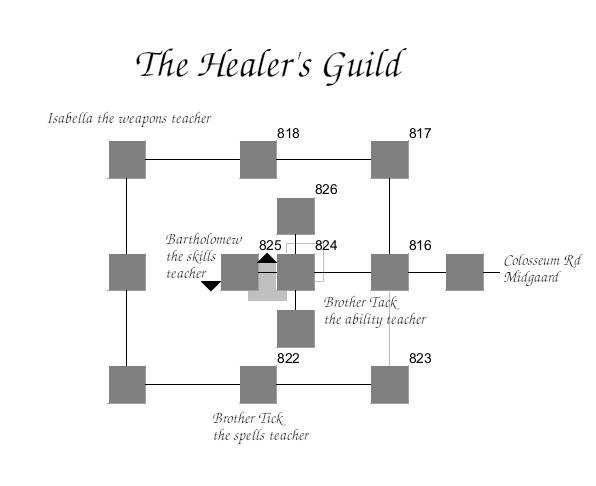 The Healer's Guild
Isabella the weapons teacher
818
817
826
Bartholomew
the skills
teacher
825
824
816
Colosseum Rd
Midgaard
Brother Tack
the ability teacher
822
823
Brother Tick
the spells teacher